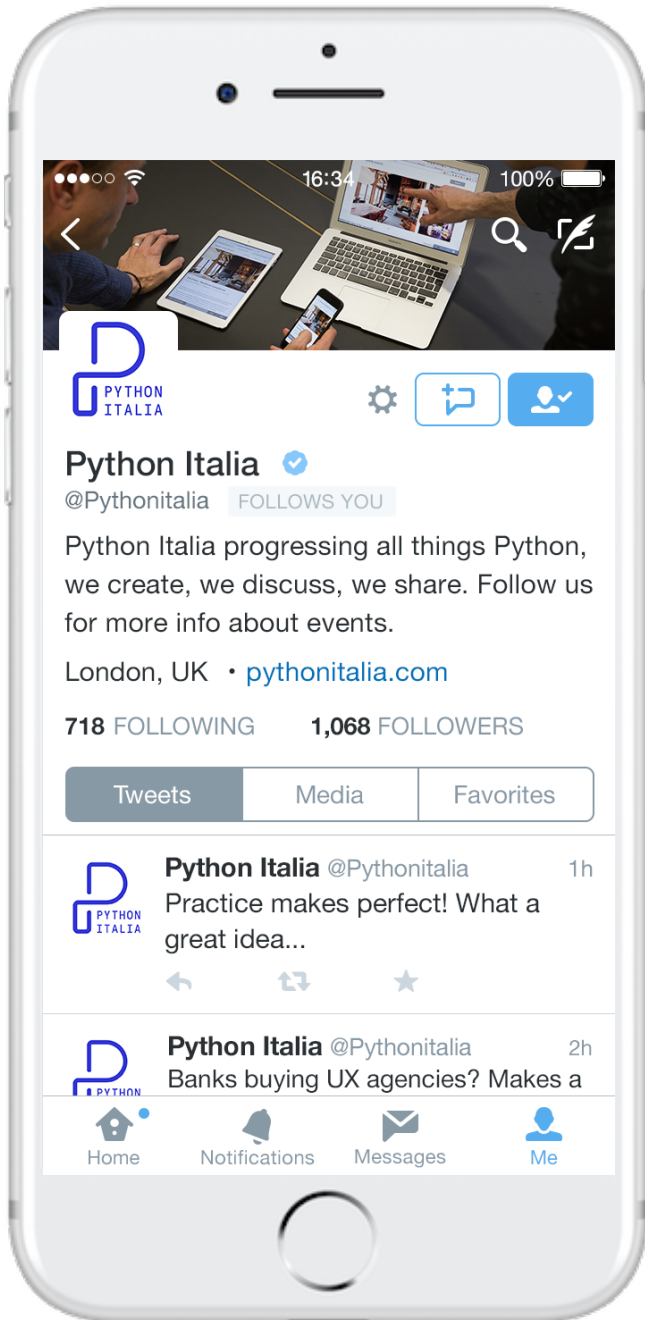 16:34
100%
PYTHON
ITALIA
Python Italia
@Pythonitalia FOLLOWS YOU
Python Italia progressing all things Python,
we create, we discuss, we share. Follow us
for more info about events.
London, UK • pythonitalia.com
718 FOLLOWING 1,068 FOLLOWERS
Tweets Media Favorites
Python Italia @Pythonitalia 1h
Practice makes perfect! What a
great idea...
PYTHON
ITALIA
Python Italia @Pythonitalia 2h
Banks buying UX agencies? Makes a
PYTHON
Home Notifications Messages Me